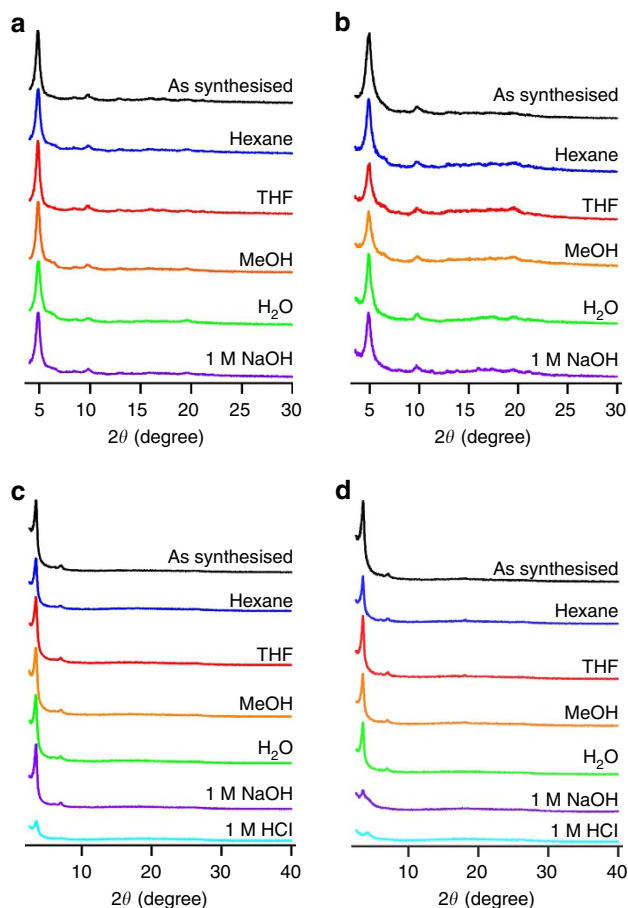 a
As synthesised
Hexane
THF
MeOH
H₂O
1 M NaOH
5 10 15 20 25 30
2θ (degree)
b
As synthesised
Hexane
THF
MeOH
H₂O
1 M NaOH
5 10 15 20 25 30
2θ (degree)
c
As synthesised
Hexane
THF
MeOH
H₂O
1 M NaOH
1 M HCl
10 20 30 40
2θ (degree)
d
As synthesised
Hexane
THF
MeOH
H₂O
1 M NaOH
1 M HCl
10 20 30 40
2θ (degree)